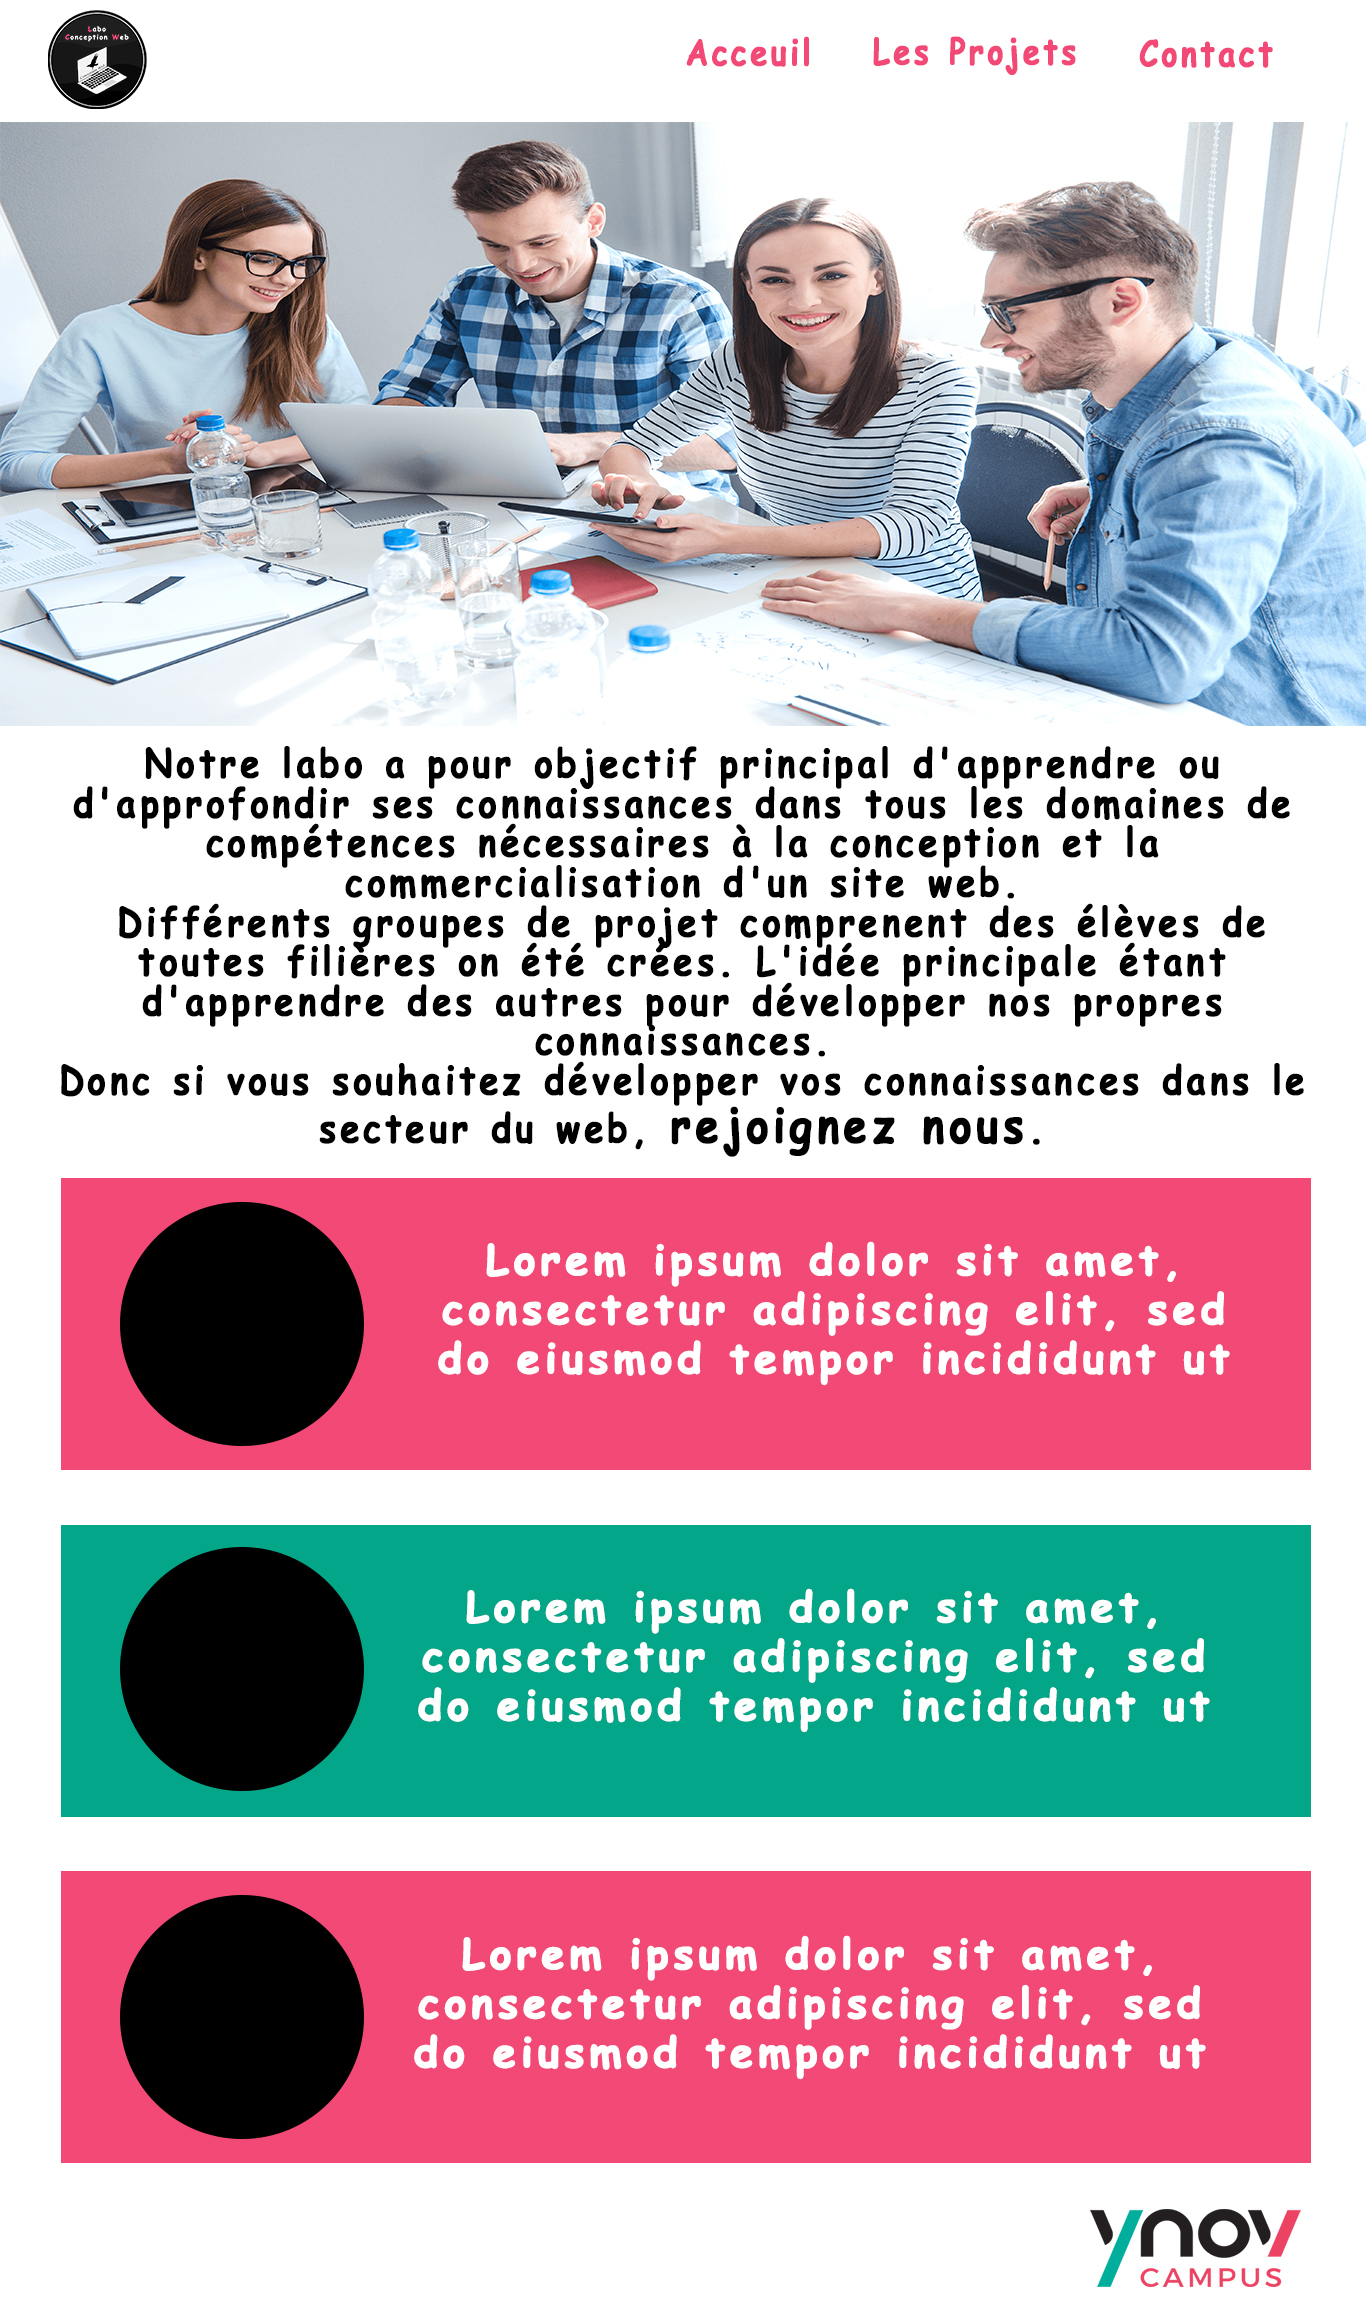 Labo
Conception Web
Acceuil Les Projets Contact
Notre labo a pour objectif principal d'apprendre ou
d'approfondir ses connaissances dans tous les domaines de
compétences nécessaires à la conception et la
commercialisation d'un site web.
Différents groupes de projet comprenent des élèves de
toutes filières on été crées. L'idée principale étant
d'apprendre des autres pour développer nos propres
connaissances.
Donc si vous souhaitez développer vos connaissances dans le
secteur du web, rejoignez nous.
Lorem ipsum dolor sit amet,
consectetur adipiscing elit, sed
do eiusmod tempor incididunt ut
Lorem ipsum dolor sit amet,
consectetur adipiscing elit, sed
do eiusmod tempor incididunt ut
Lorem ipsum dolor sit amet,
consectetur adipiscing elit, sed
do eiusmod tempor incididunt ut
ynov
CAMPUS